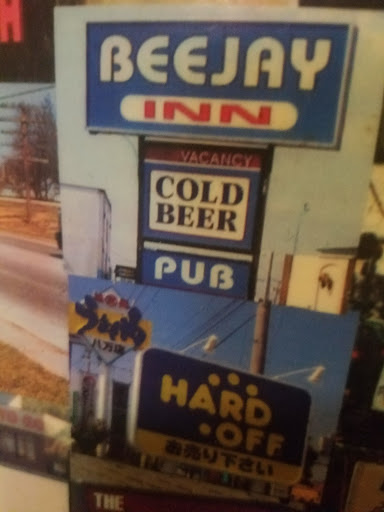 BEEJAY
INN
VACANCY
COLD
BEER
PUB
HARD
OFF
お売り下さい
THE